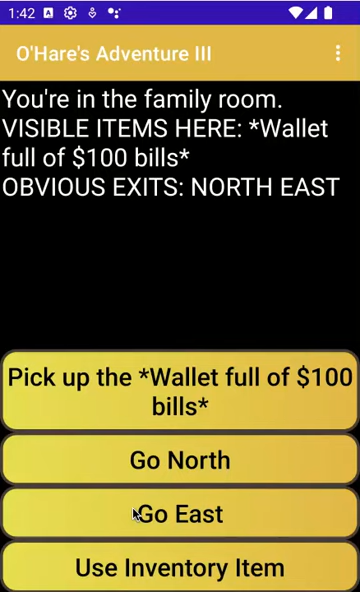 1:42
O'Hare's Adventure III
You're in the family room.
VISIBLE ITEMS HERE: *Wallet
full of $100 bills*
OBVIOUS EXITS: NORTH EAST
Pick up the *Wallet full of $100
bills*
Go North
Go East
Use Inventory Item